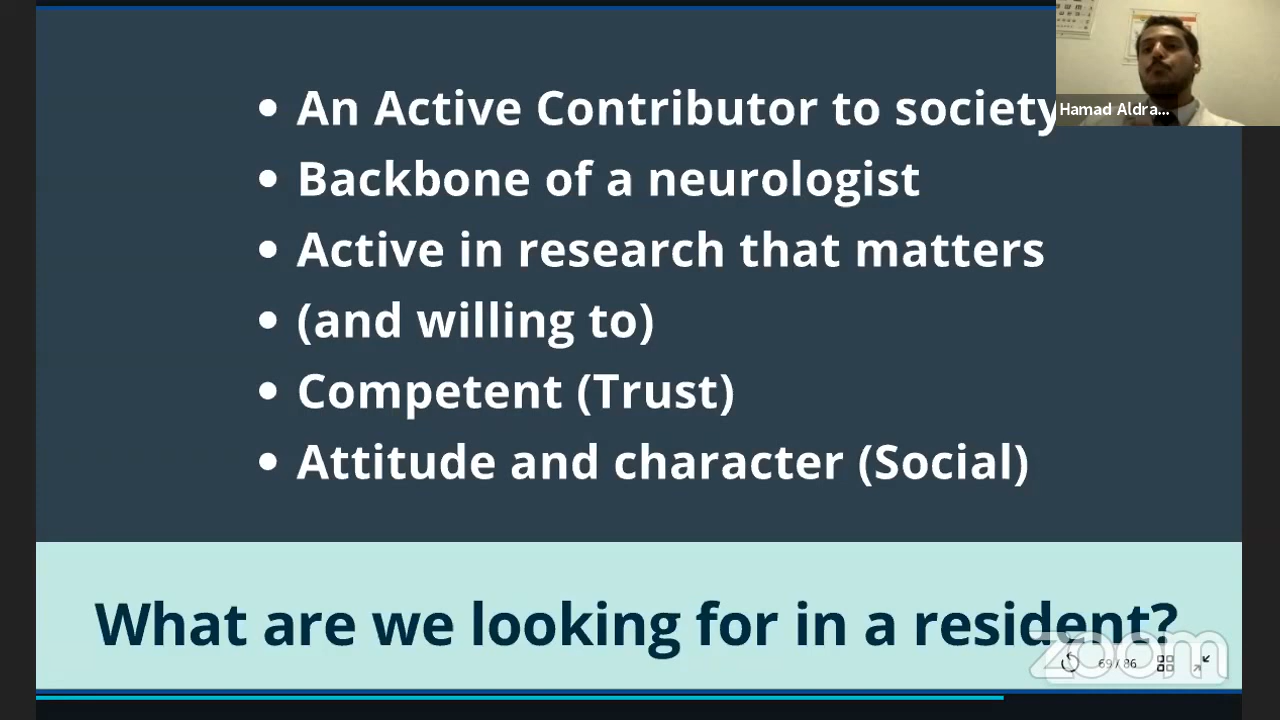 • An Active Contributor to society
Hamad Aldra...
• Backbone of a neurologist
• Active in research that matters
• (and willing to)
• Competent (Trust)
• Attitude and character (Social)
What are we looking for in a resident?
zoom
69 / 86